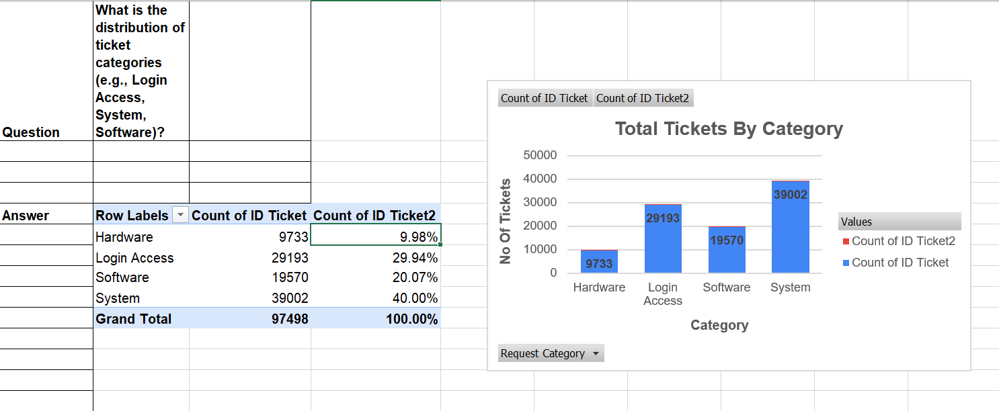 What is the
distribution of
ticket
categories
(e.g., Login
Access,
System,
Question Software)?
Answer Row Labels Count of ID Ticket Count of ID Ticket2
Hardware 9733 9.98%
Login Access 29193 29.94%
Software 19570 20.07%
System 39002 40.00%
Grand Total 97498 100.00%
Count of ID Ticket Count of ID Ticket2
Total Tickets By Category
No Of Tickets
50000
40000
30000
20000
10000
0
9733
29193
19570
39002
Hardware Login Access Software System
Category
Values
Count of ID Ticket2
Count of ID Ticket
Request Category